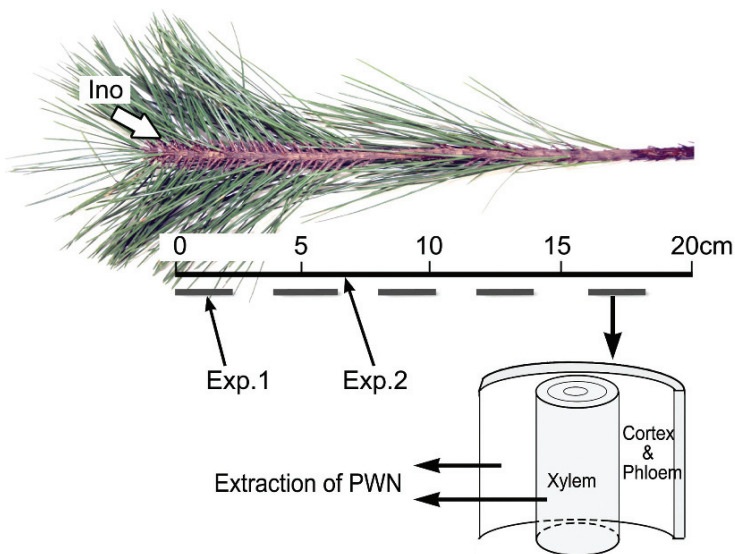 Ino
0 5 10 15 20cm
Exp.1 Exp.2
Cortex
&
Phloem
Xylem
Extraction of PWN